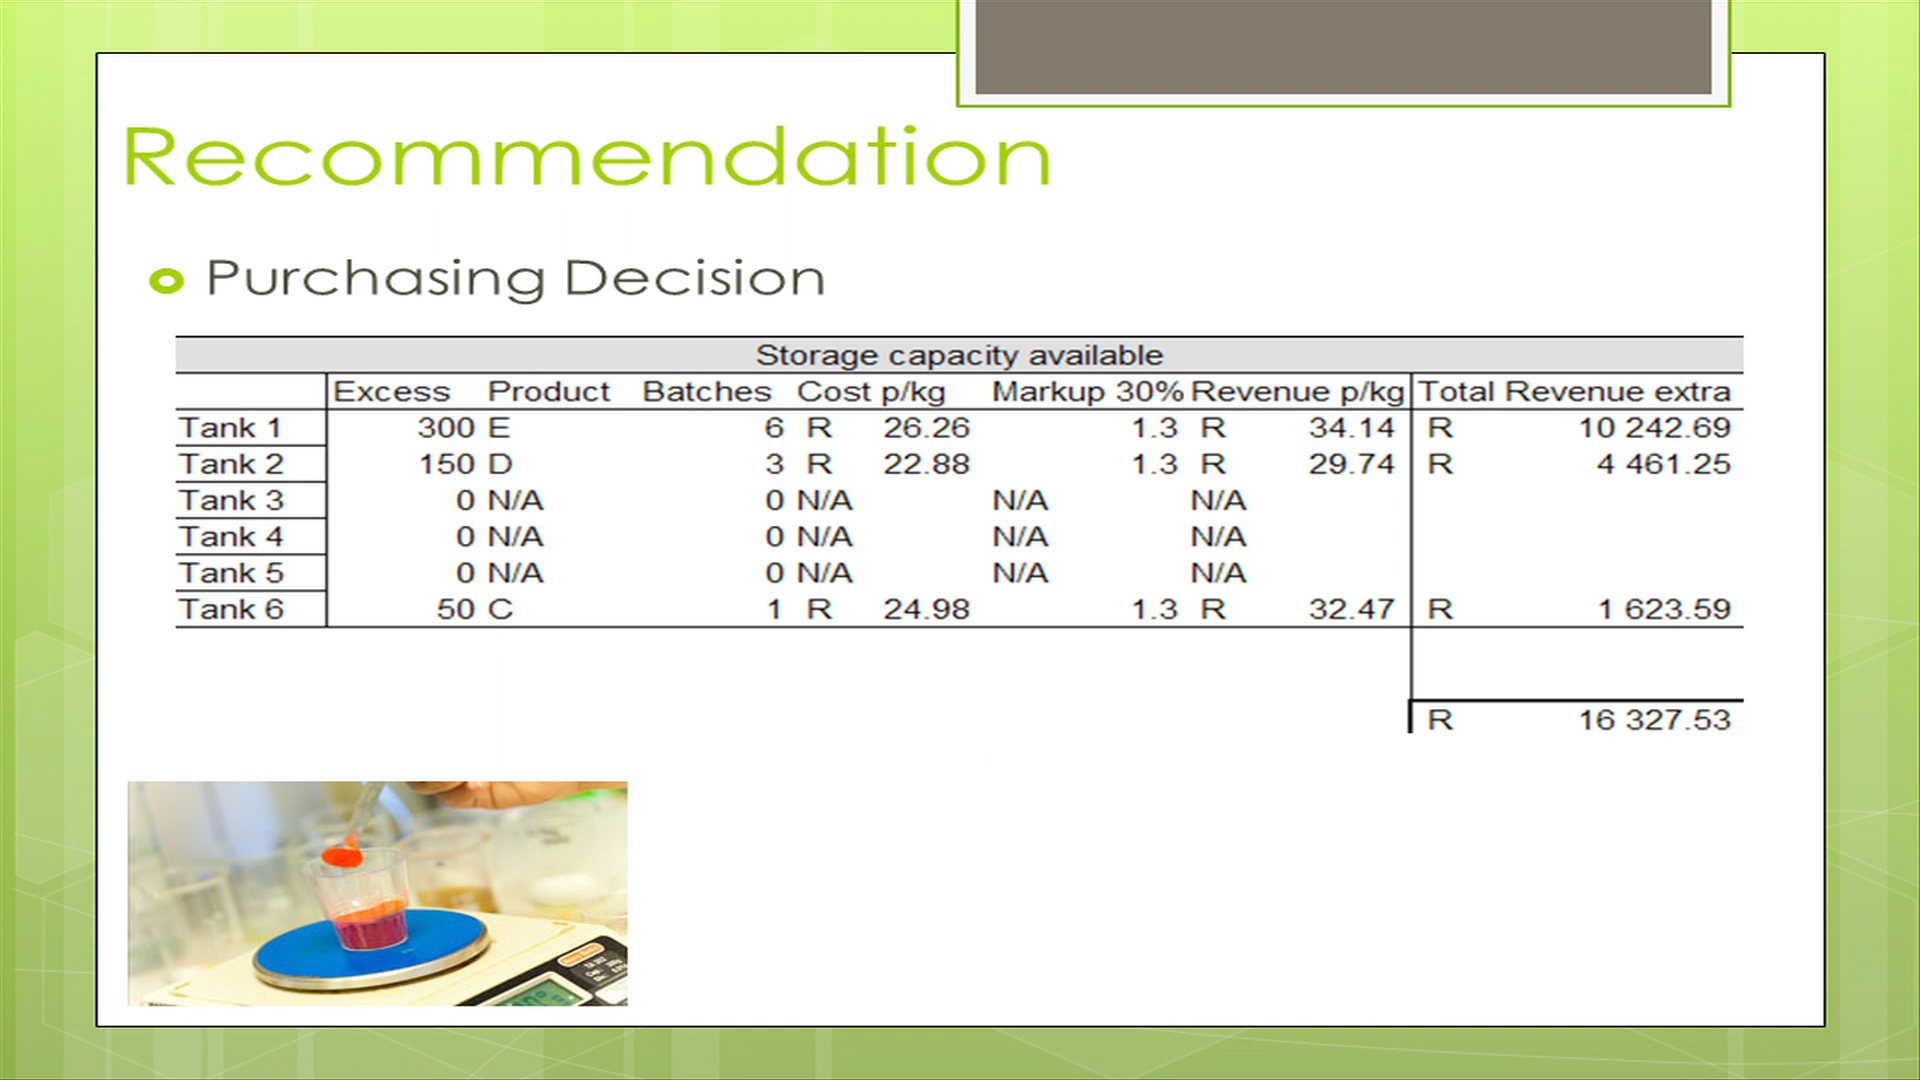 Recommendation
Purchasing Decision
Storage capacity available
Excess Product Batches Cost p/kg Markup 30% Revenue p/kg Total Revenue extra
Tank 1 300 E 6 R 26.26 1.3 R 34.14 R 10 242.69
Tank 2 150 D 3 R 22.88 1.3 R 29.74 R 4 461.25
Tank 3 0 N/A 0 N/A N/A N/A
Tank 4 0 N/A 0 N/A N/A N/A
Tank 5 0 N/A 0 N/A N/A N/A
Tank 6 50 C 1 R 24.98 1.3 R 32.47 R 1 623.59
R 16 327.53